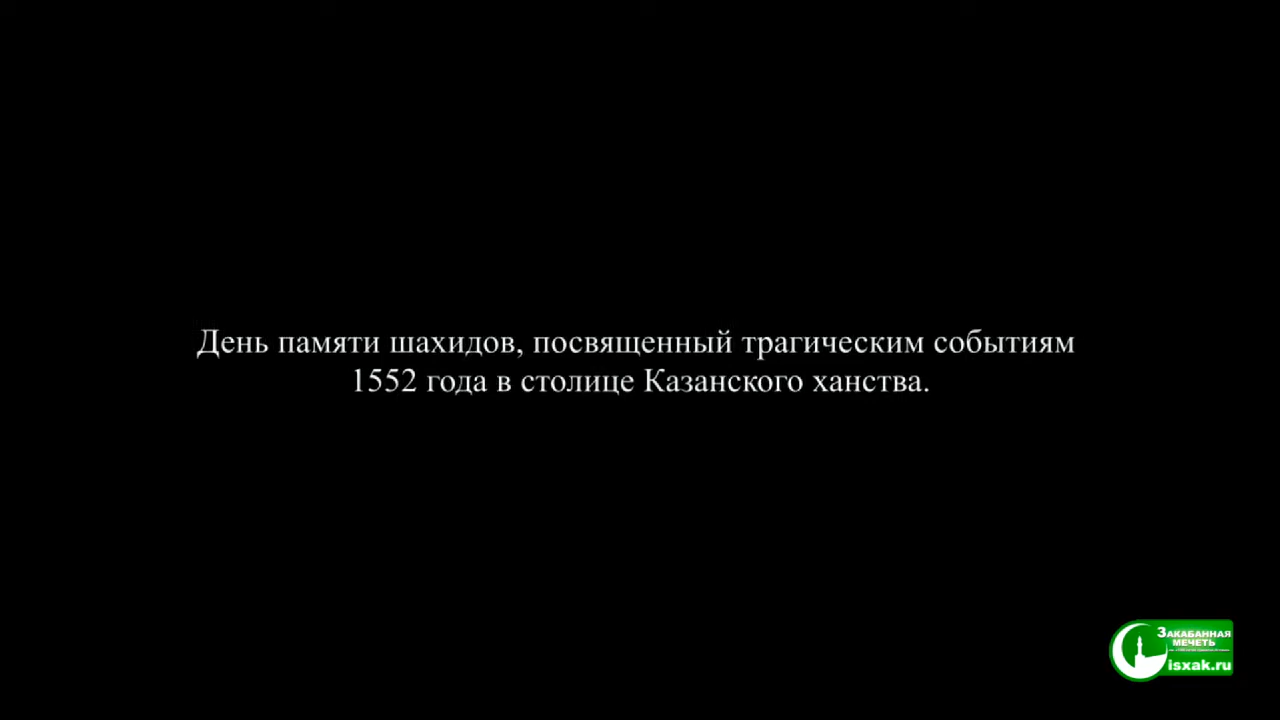 День памяти шахидов, посвященный трагическим событиям
1552 года в столице Казанского ханства.
ЗАКАБАННАЯ
МЕЧЕТЬ
isxak.ru